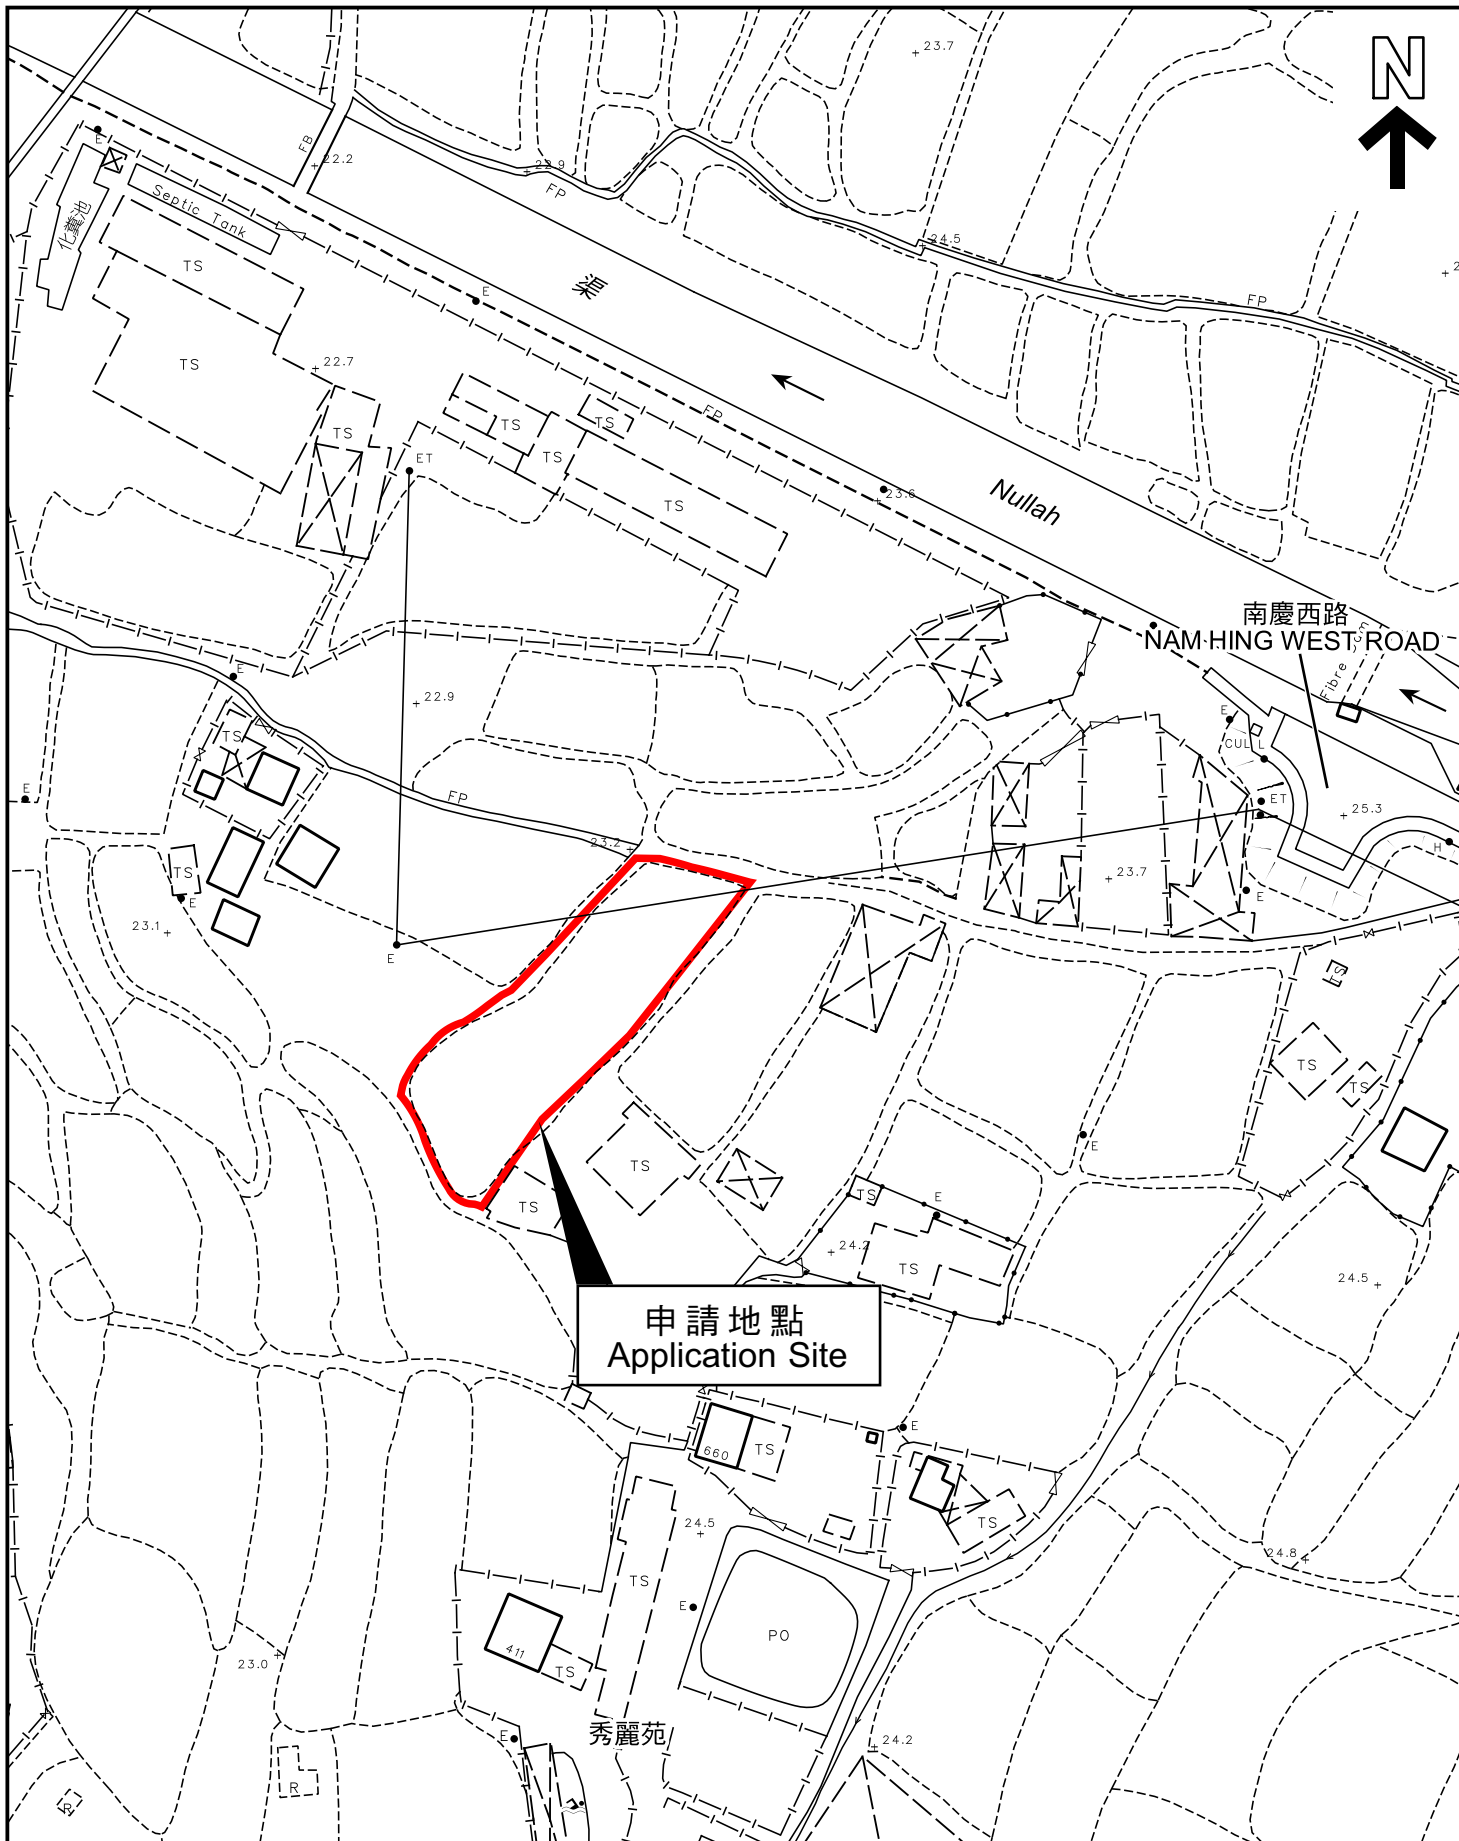 23.7
N
E
FB
22.2
22.9
FP
Septic Tank
化糞池
24.5
TS
渠
E
FP
TS
22.7
FP
TS
TS
TS
ET
TS
TS
23.6
Nullah
南慶西路
NAM HING WEST ROAD
Fibre
E
22.9
E
TS
CUL L
E
FP
ET
25.3
23.2
H
TS
23.7
E
E
23.1
E
TS
TS
TS
E
TS
TS
TS
E
24.2
TS
24.5
申請地點
Application Site
E
660
TS
24.5
TS
24.8
TS
E
PO
411
TS
23.0
秀麗苑
E
24.2
R
R